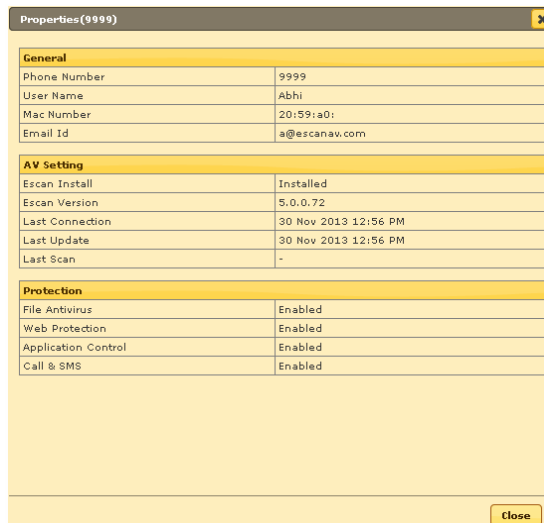 Properties(9999)
General
Phone Number 9999
User Name Abhi
Mac Number 20:59:a0:
Email Id a@escanav.com
AV Setting
Escan Install Installed
Escan Version 5.0.0.72
Last Connection 30 Nov 2013 12:56 PM
Last Update 30 Nov 2013 12:56 PM
Last Scan -
Protection
File Antivirus Enabled
Web Protection Enabled
Application Control Enabled
Call & SMS Enabled
Close